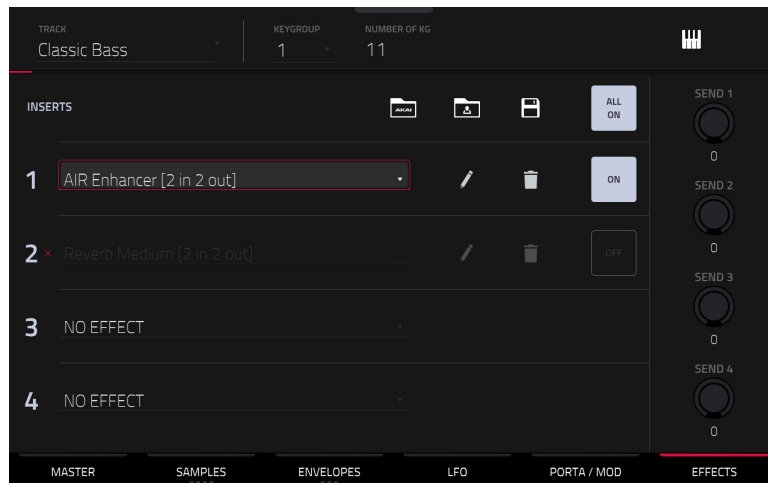 TRACK KEYGROUP NUMBER OF KG
Classic Bass 1 11
INSERTS AKAI ALL ON SEND 1
0
1 AIR Enhancer [2 in 2 out] ON
SEND 2
0
2 × Reverb Medium [2 in 2 out] OFF
SEND 3
0
3 NO EFFECT
SEND 4
0
4 NO EFFECT
MASTER SAMPLES ENVELOPES LFO PORTA / MOD EFFECTS